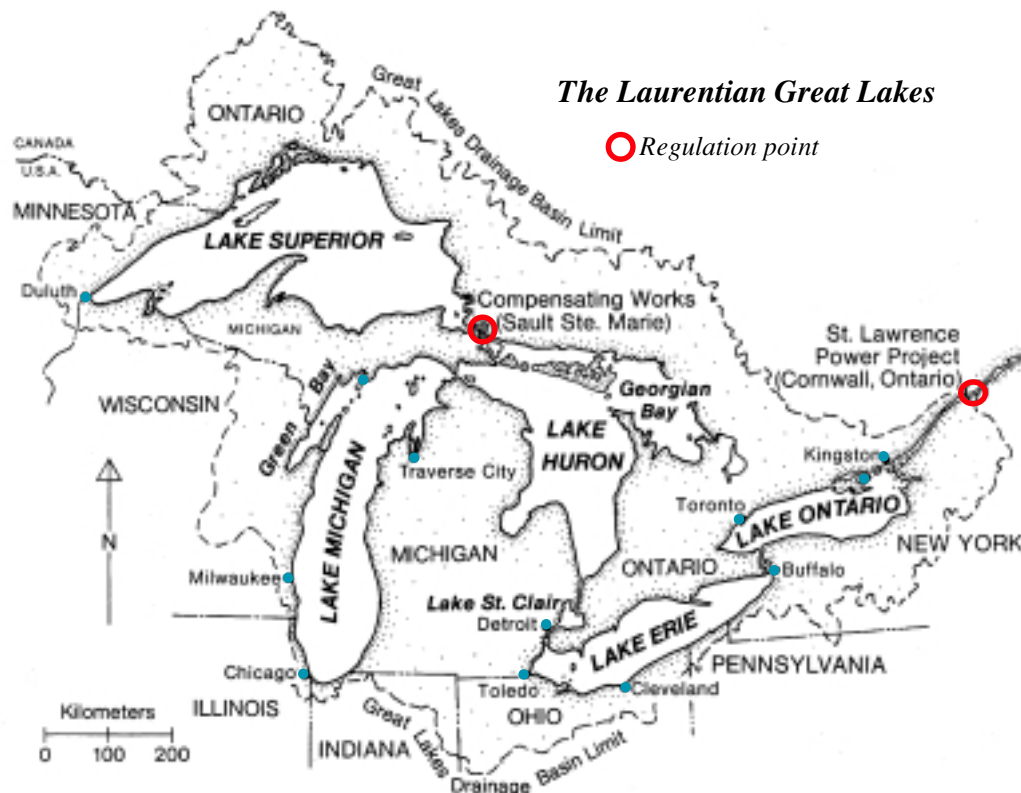 The Laurentian Great Lakes
Regulation point
Great Lakes Drainage Basin Limit
ONTARIO
CANADA
U.S.A.
MINNESOTA
LAKE SUPERIOR
Duluth
Compensating Works
(Sault Ste. Marie)
MICHIGAN
St. Lawrence
Power Project
(Cornwall, Ontario)
WISCONSIN
Green Bay
Georgian
Bay
LAKE
HURON
Traverse City
Kingston
Toronto
LAKE ONTARIO
NEW YORK
LAKE MICHIGAN
MICHIGAN
ONTARIO
Buffalo
Milwaukee
Lake St. Clair
Detroit
LAKE ERIE
PENNSYLVANIA
Chicago
Toledo
Cleveland
ILLINOIS
OHIO
INDIANA
Great Lakes
Drainage Basin Limit
Kilometers
0 100 200
N